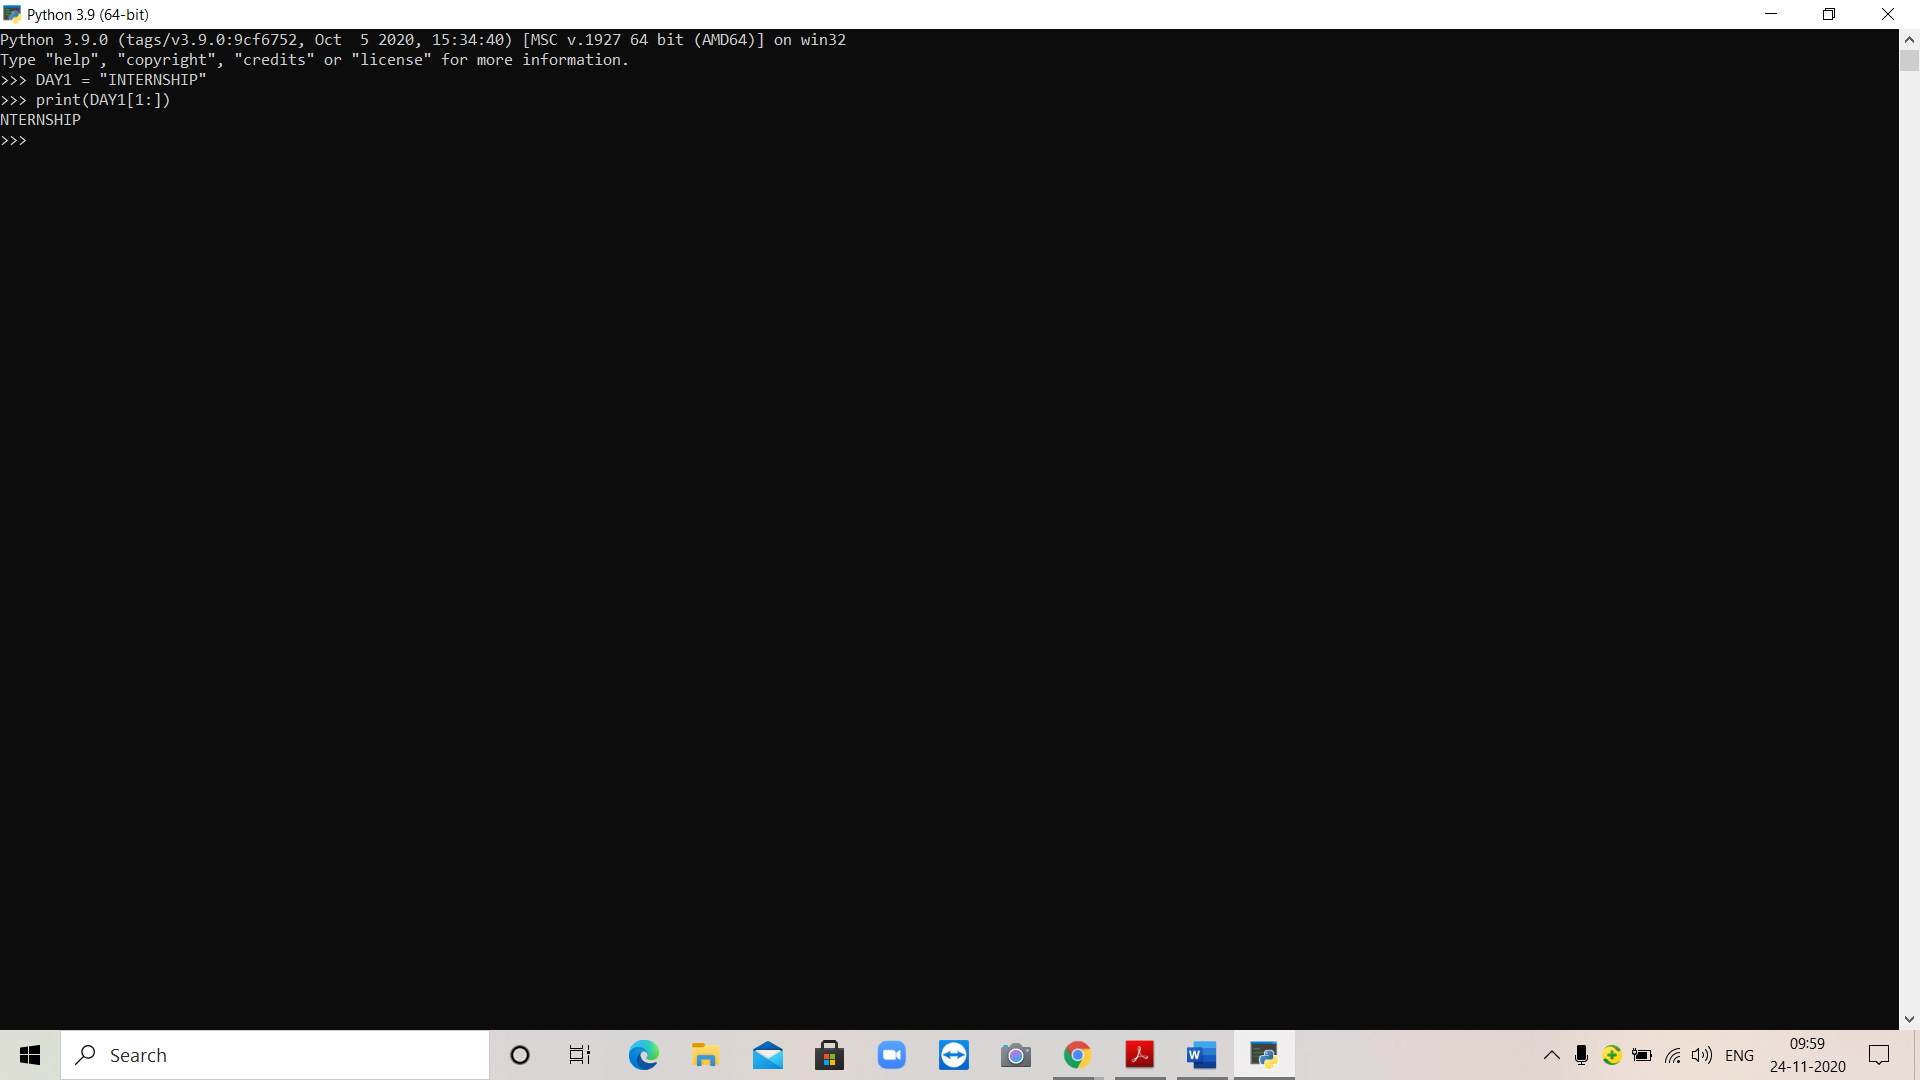 Python 3.9 (64-bit)
Python 3.9.0 (tags/v3.9.0:9cf6752, Oct  5 2020, 15:34:40) [MSC v.1927 64 bit (AMD64)] on win32
Type "help", "copyright", "credits" or "license" for more information.
>>> DAY1 = "INTERNSHIP"
>>> print(DAY1[1:])
NTERNSHIP
>>>
Search
ENG
09:59
24-11-2020